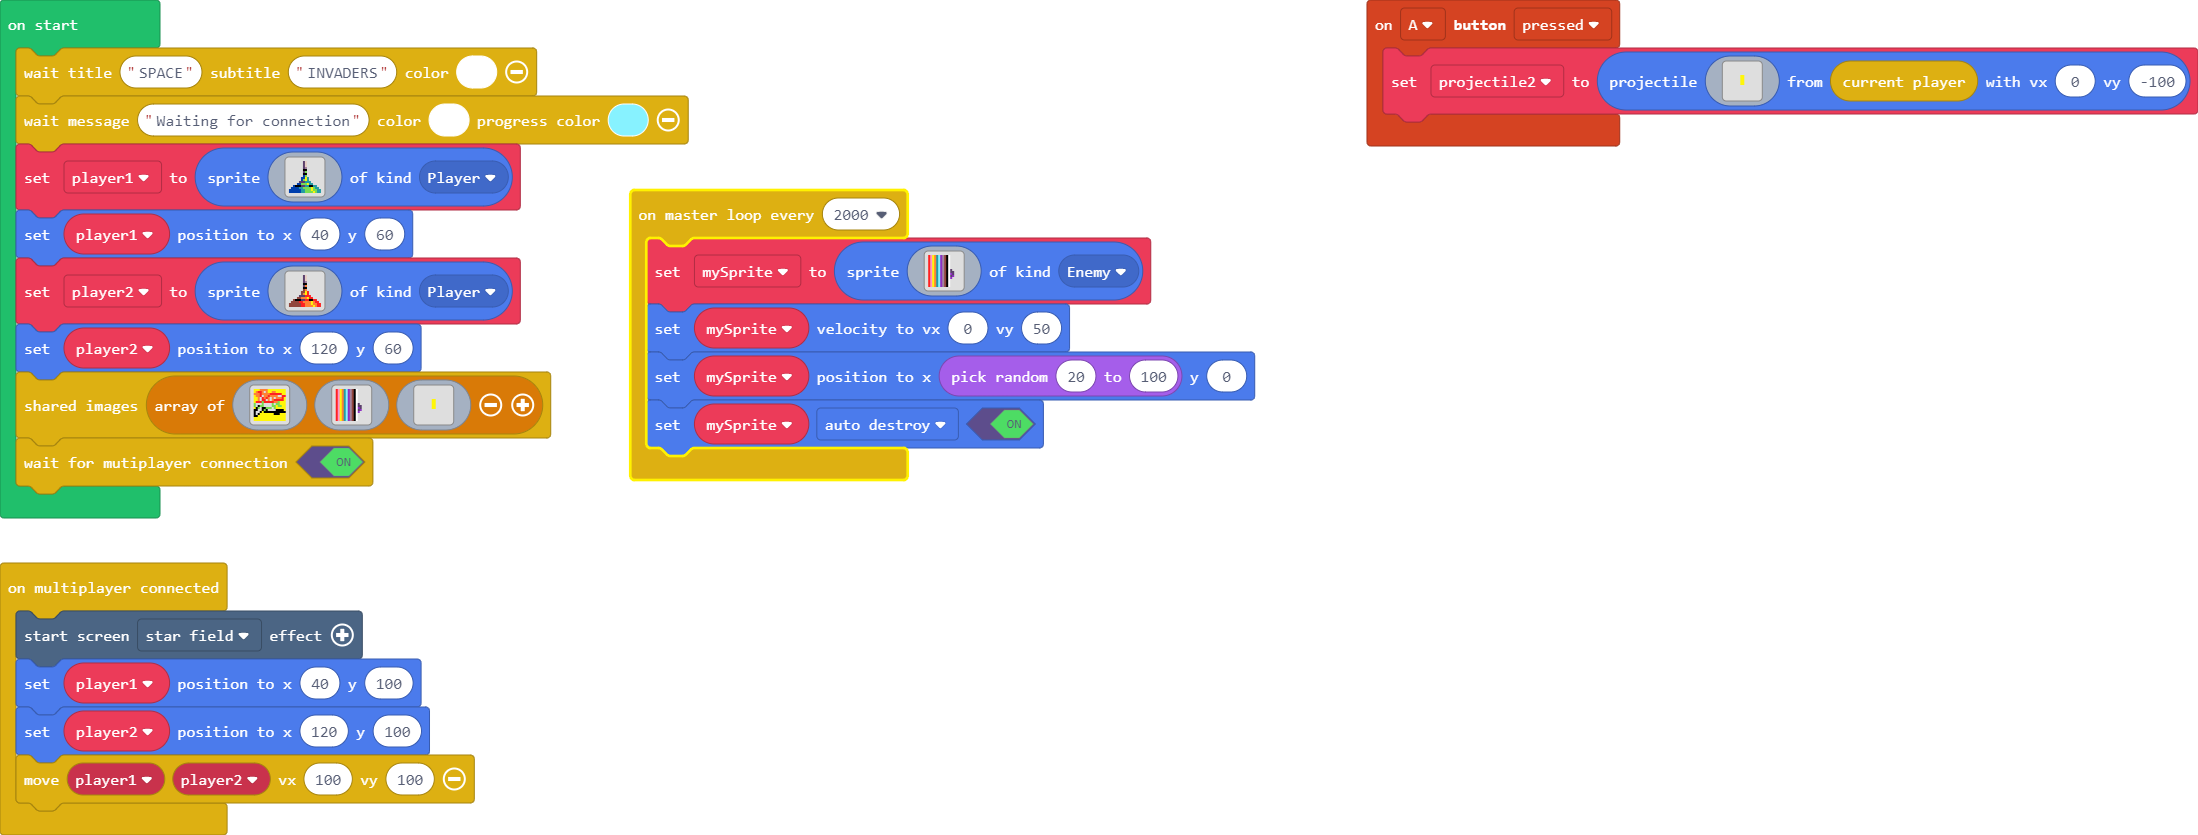 on start
wait title "SPACE" subtitle "INVADERS" color
wait message "Waiting for connection" color progress color
set player1 to sprite of kind Player
set player1 position to x 40 y 60
set player2 to sprite of kind Player
set player2 position to x 120 y 60
shared images array of
wait for mutiplayer connection ON
on multiplayer connected
start screen star field effect
set player1 position to x 40 y 100
set player2 position to x 120 y 100
move player1 player2 vx 100 vy 100
on master loop every 2000
set mySprite to sprite of kind Enemy
set mySprite velocity to vx 0 vy 50
set mySprite position to x pick random 20 to 100 y 0
set mySprite auto destroy ON
on A button pressed
set projectile2 to projectile from current player with vx 0 vy -100